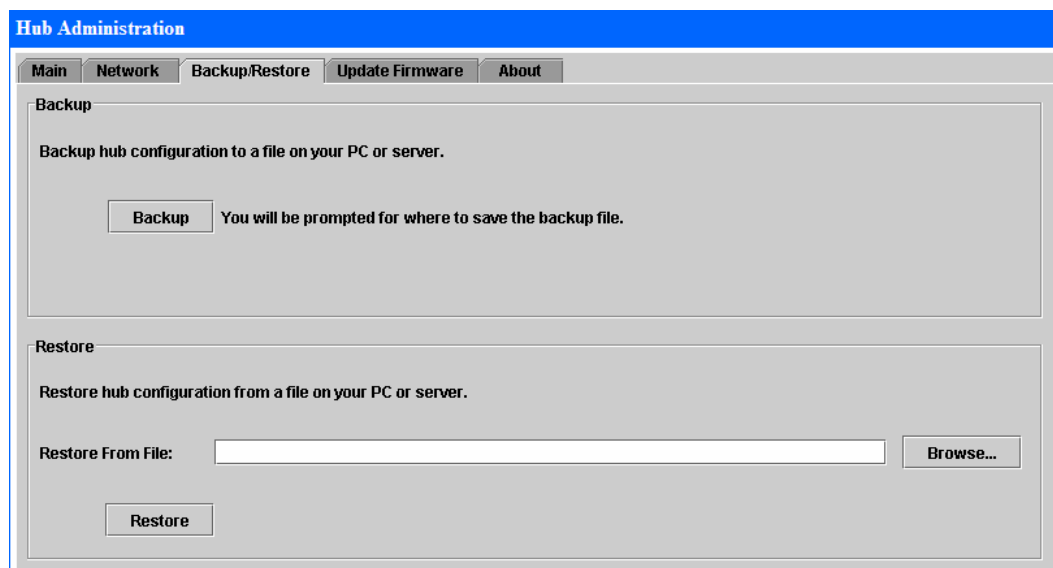 Hub Administration
Main Network Backup/Restore Update Firmware About
Backup
Backup hub configuration to a file on your PC or server.
Backup You will be prompted for where to save the backup file.
Restore
Restore hub configuration from a file on your PC or server.
Restore From File: Browse...
Restore